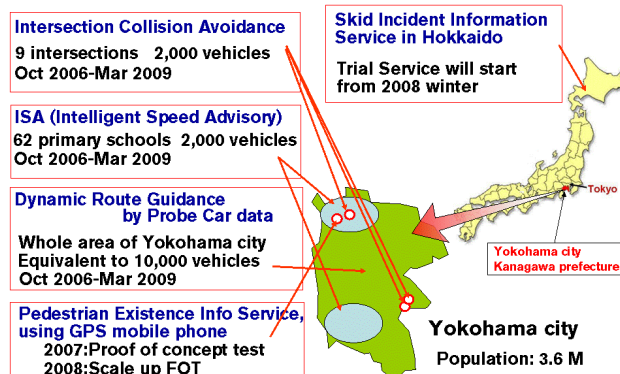 Intersection Collision Avoidance
9 intersections 2,000 vehicles
Oct 2006-Mar 2009
ISA (Intelligent Speed Advisory)
62 primary schools 2,000 vehicles
Oct 2006-Mar 2009
Dynamic Route Guidance
by Probe Car data
Whole area of Yokohama city
Equivalent to 10,000 vehicles
Oct 2006-Mar 2009
Pedestrian Existence Info Service,
using GPS mobile phone
2007:Proof of concept test
2008:Scale up FOT
Skid Incident Information
Service in Hokkaido
Trial Service will start
from 2008 winter
Tokyo
Yokohama city
Kanagawa prefecture
Yokohama city
Population: 3.6 M